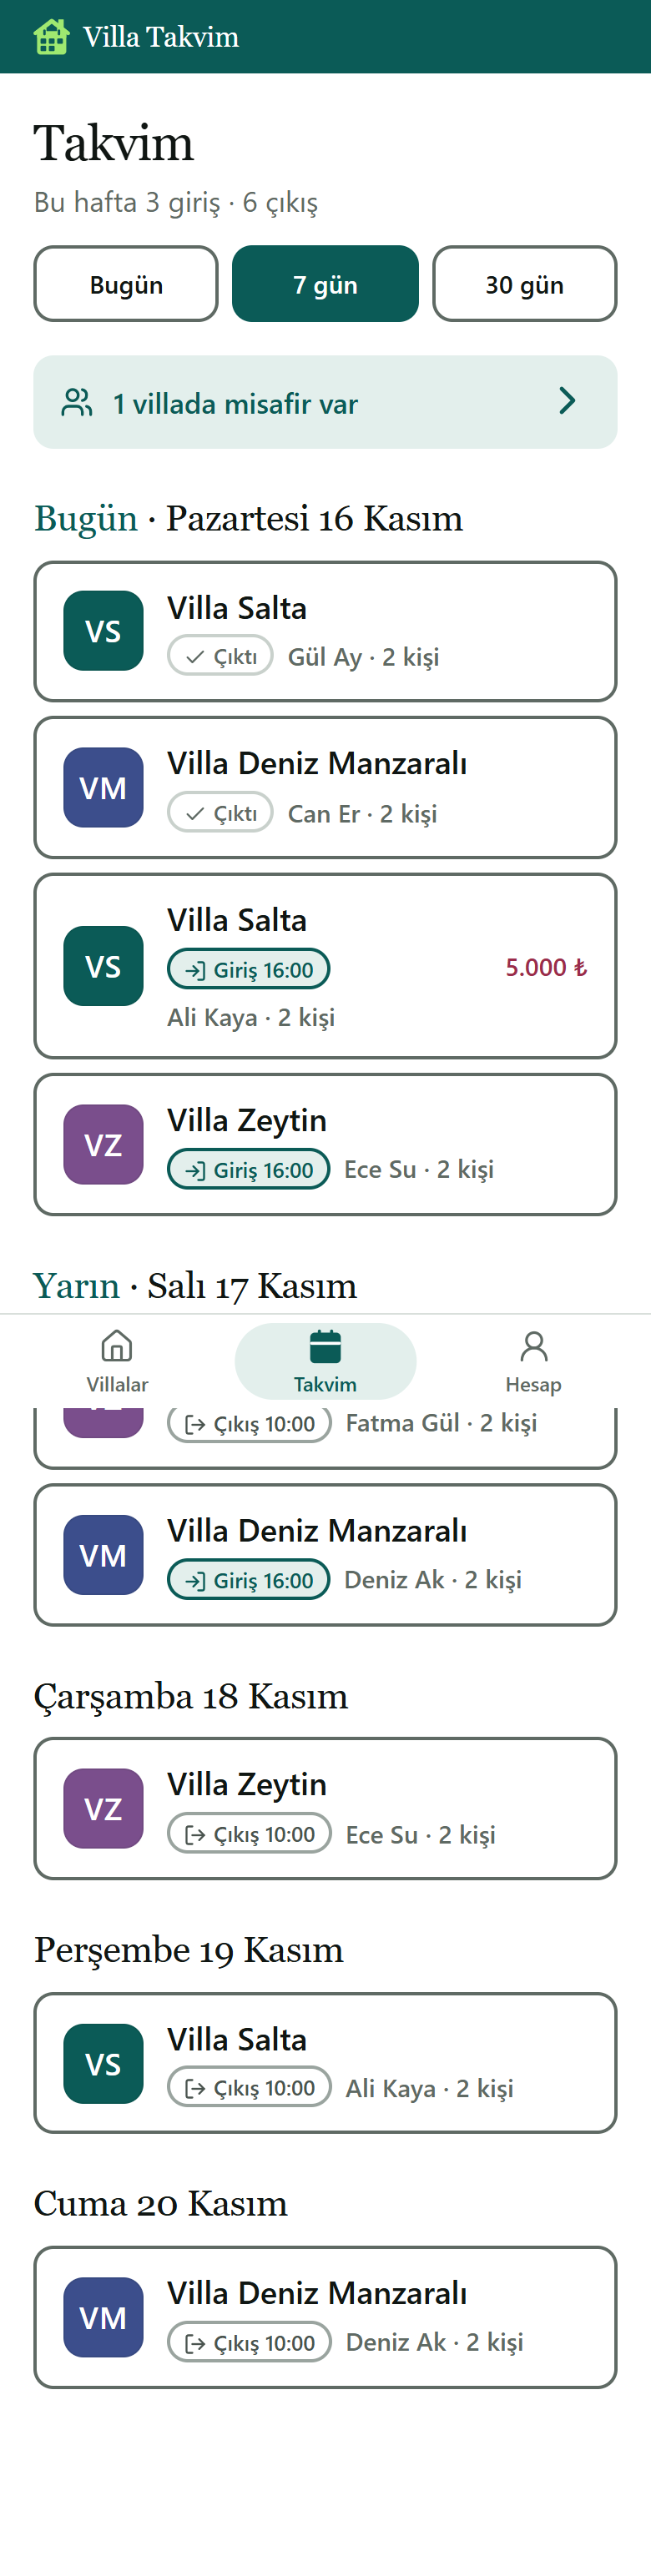 Villa Takvim
Takvim
Bu hafta 3 giriş · 6 çıkış
Bugün
7 gün
30 gün
1 villada misafir var
Bugün · Pazartesi 16 Kasım
VS
Villa Salta
Çıktı
Gül Ay · 2 kişi
VM
Villa Deniz Manzaralı
Çıktı
Can Er · 2 kişi
VS
Villa Salta
Giriş 16:00
5.000 ₺
Ali Kaya · 2 kişi
VZ
Villa Zeytin
Giriş 16:00
Ece Su · 2 kişi
Yarın · Salı 17 Kasım
Villalar
Takvim
Hesap
Çıkış 10:00
Fatma Gül · 2 kişi
VM
Villa Deniz Manzaralı
Giriş 16:00
Deniz Ak · 2 kişi
Çarşamba 18 Kasım
VZ
Villa Zeytin
Çıkış 10:00
Ece Su · 2 kişi
Perşembe 19 Kasım
VS
Villa Salta
Çıkış 10:00
Ali Kaya · 2 kişi
Cuma 20 Kasım
VM
Villa Deniz Manzaralı
Çıkış 10:00
Deniz Ak · 2 kişi